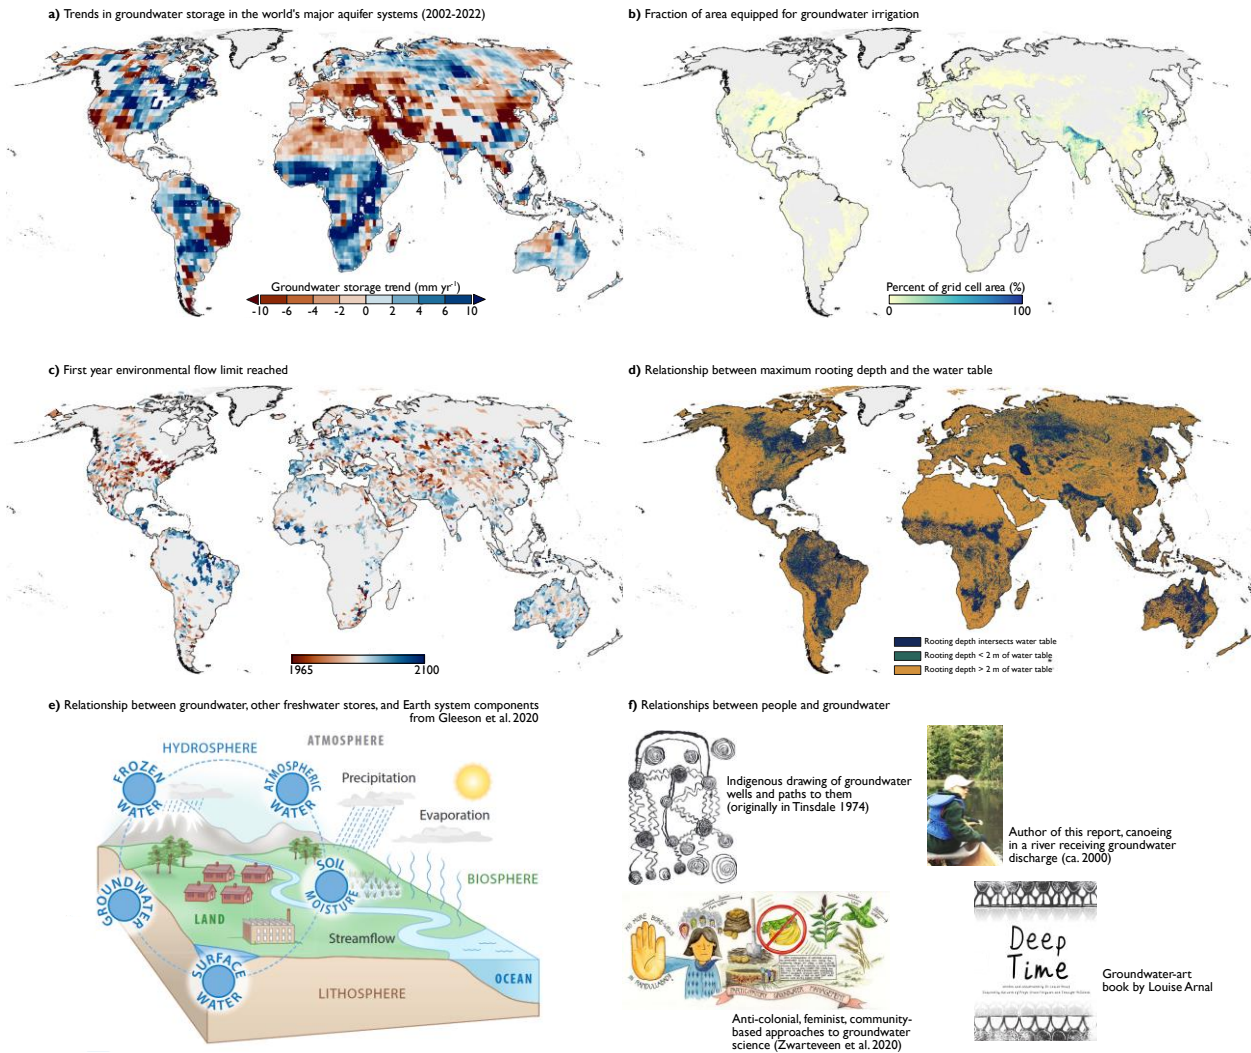 a) Trends in groundwater storage in the world's major aquifer systems (2002-2022)
Groundwater storage trend (mm yr-1)
-10 -6 -4 -2 0 2 4 6 10
b) Fraction of area equipped for groundwater irrigation
Percent of grid cell area (%)
0 100
c) First year environmental flow limit reached
1965 2100
d) Relationship between maximum rooting depth and the water table
Rooting depth intersects water table
Rooting depth < 2 m of water table
Rooting depth > 2 m of water table
e) Relationship between groundwater, other freshwater stores, and Earth system components
from Gleeson et al. 2020
HYDROSPHERE
ATMOSPHERE
FROZEN
WATER
ATMOSPHERIC
WATER
Precipitation
Evaporation
SOIL
MOISTURE
BIOSPHERE
GROUNDWATER
LAND
Streamflow
SURFACE
WATER
OCEAN
LITHOSPHERE
f) Relationships between people and groundwater
Indigenous drawing of groundwater
wells and paths to them
(originally in Tinsdale 1974)
Author of this report, canoeing
in a river receiving groundwater
discharge (ca. 2000)
NO MORE BORE-WELLS
PARTICIPATORY GROUNDWATER MANAGEMENT
Anti-colonial, feminist, community-
based approaches to groundwater
science (Zwarteveen et al. 2020)
Deep
Time
Groundwater-art
book by Louise Arnal